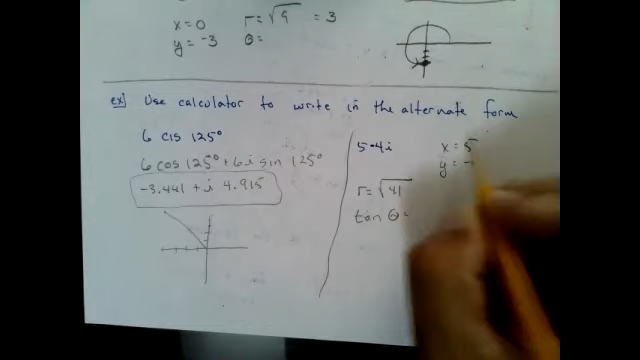 x = 0
r = √9 = 3
y = -3
θ =
ex) Use calculator to write in the alternate form
6 cis 125°
6 cos 125° + 6 i sin 125°
-3.441 + i 4.915
5 - 4i
x = 5
y = -
r = √41
tan θ =